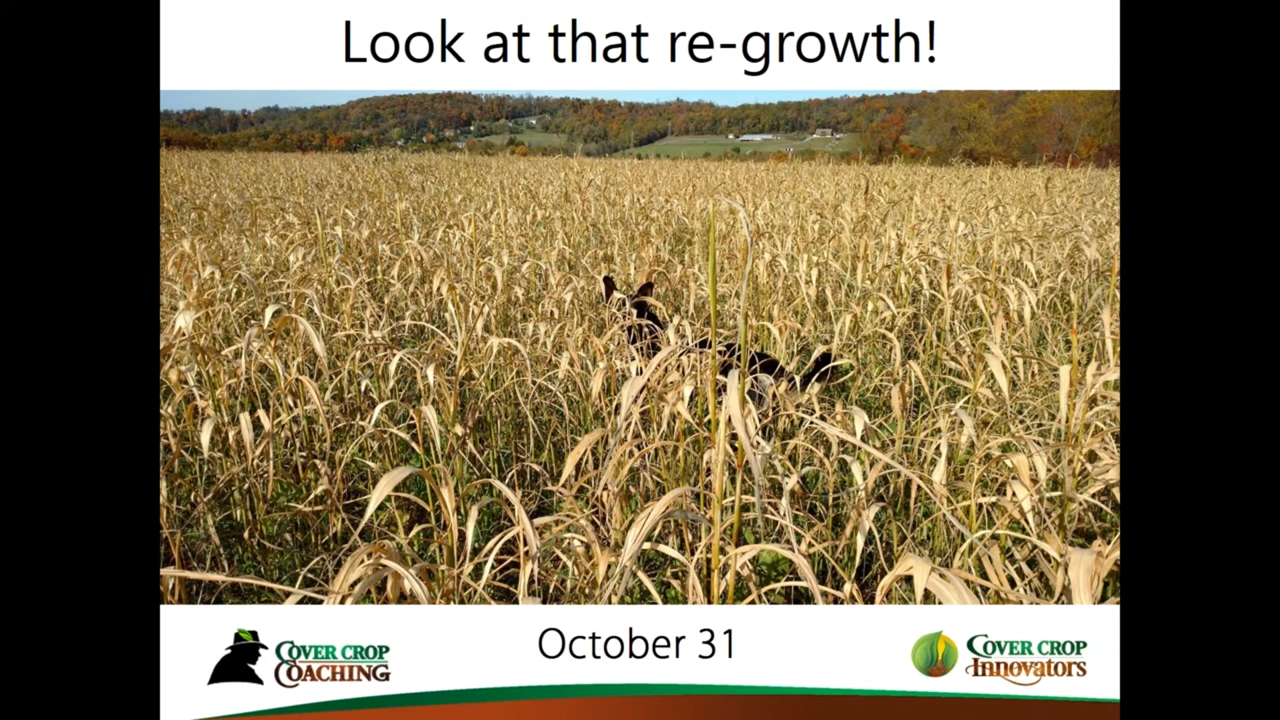 Look at that re-growth!
October 31
COVER CROP
COACHING
COVER CROP
Innovators